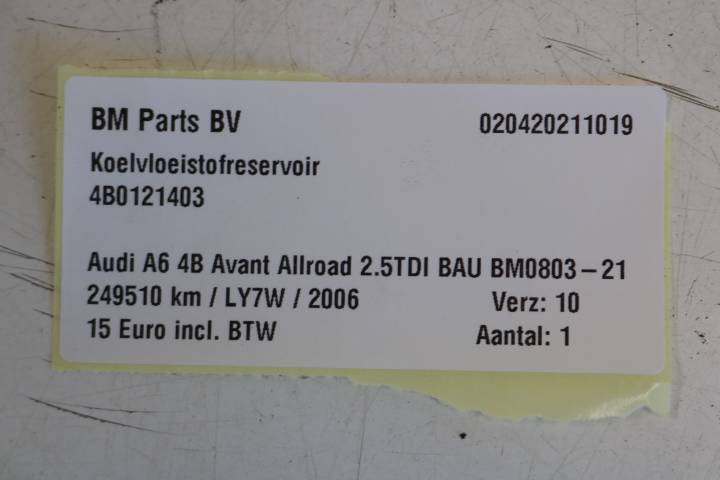 BM Parts BV 020420211019
Koelvloeistofreservoir
4B0121403
Audi A6 4B Avant Allroad 2.5TDI BAU BM0803-21
249510 km / LY7W / 2006 Verz: 10
15 Euro incl. BTW Aantal: 1